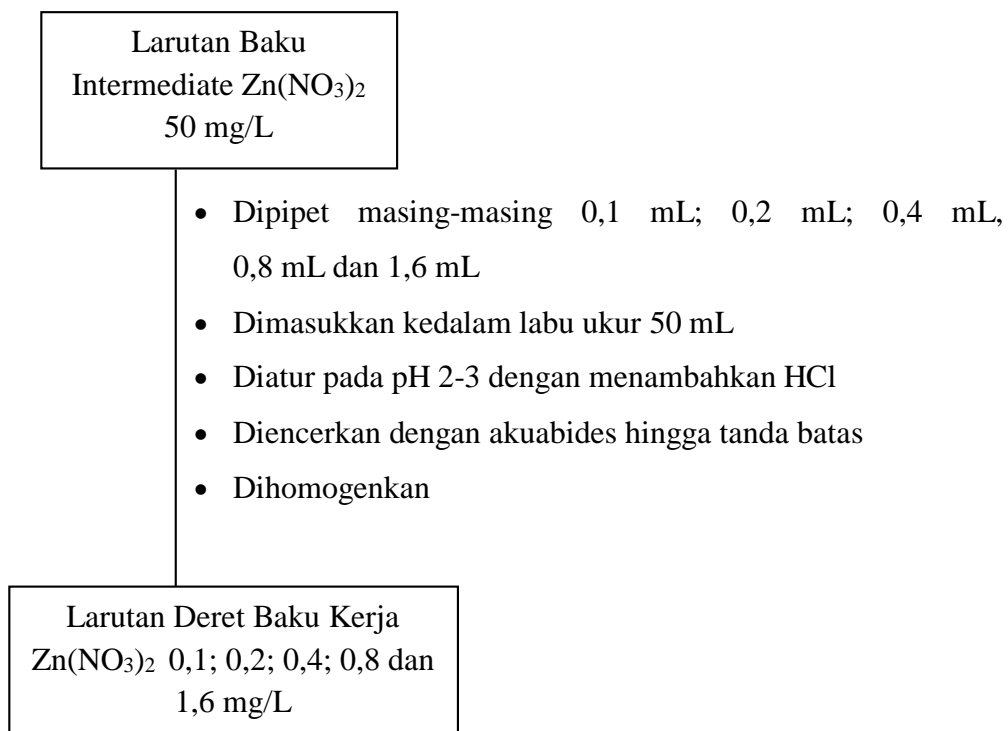 Larutan Baku
Intermediate Zn(NO₃)₂
50 mg/L
• Dipipet masing-masing 0,1 mL; 0,2 mL; 0,4 mL,
0,8 mL dan 1,6 mL
• Dimasukkan kedalam labu ukur 50 mL
• Diatur pada pH 2-3 dengan menambahkan HCl
• Diencerkan dengan akuabides hingga tanda batas
• Dihomogenkan
Larutan Deret Baku Kerja
Zn(NO₃)₂ 0,1; 0,2; 0,4; 0,8 dan
1,6 mg/L